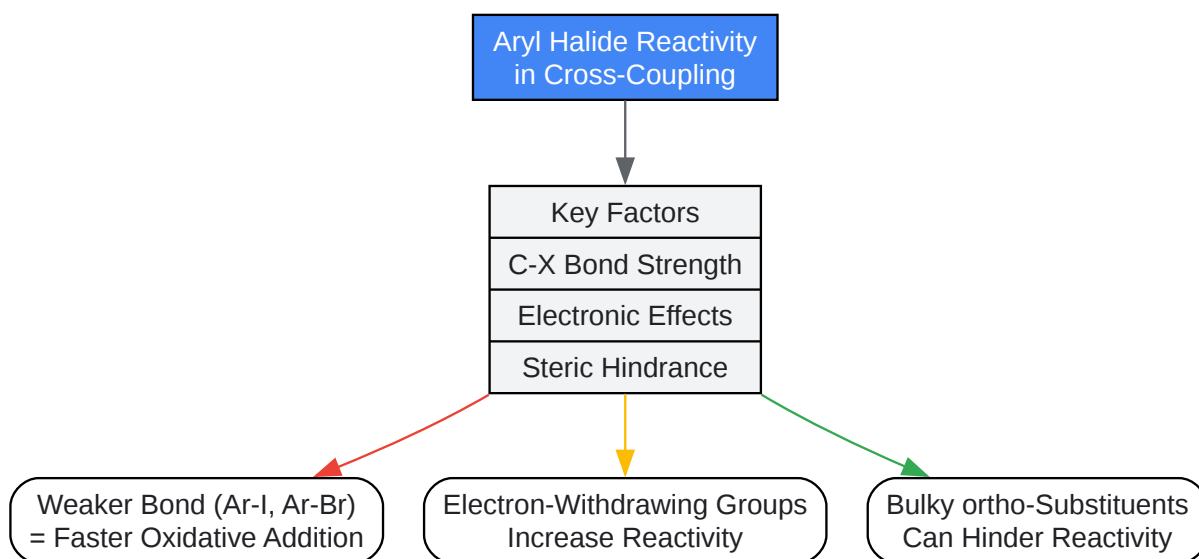 Aryl Halide Reactivity
in Cross-Coupling
Key Factors
C-X Bond Strength
Electronic Effects
Steric Hindrance
Weaker Bond (Ar-I, Ar-Br)
= Faster Oxidative Addition
Electron-Withdrawing Groups
Increase Reactivity
Bulky ortho-Substituents
Can Hinder Reactivity